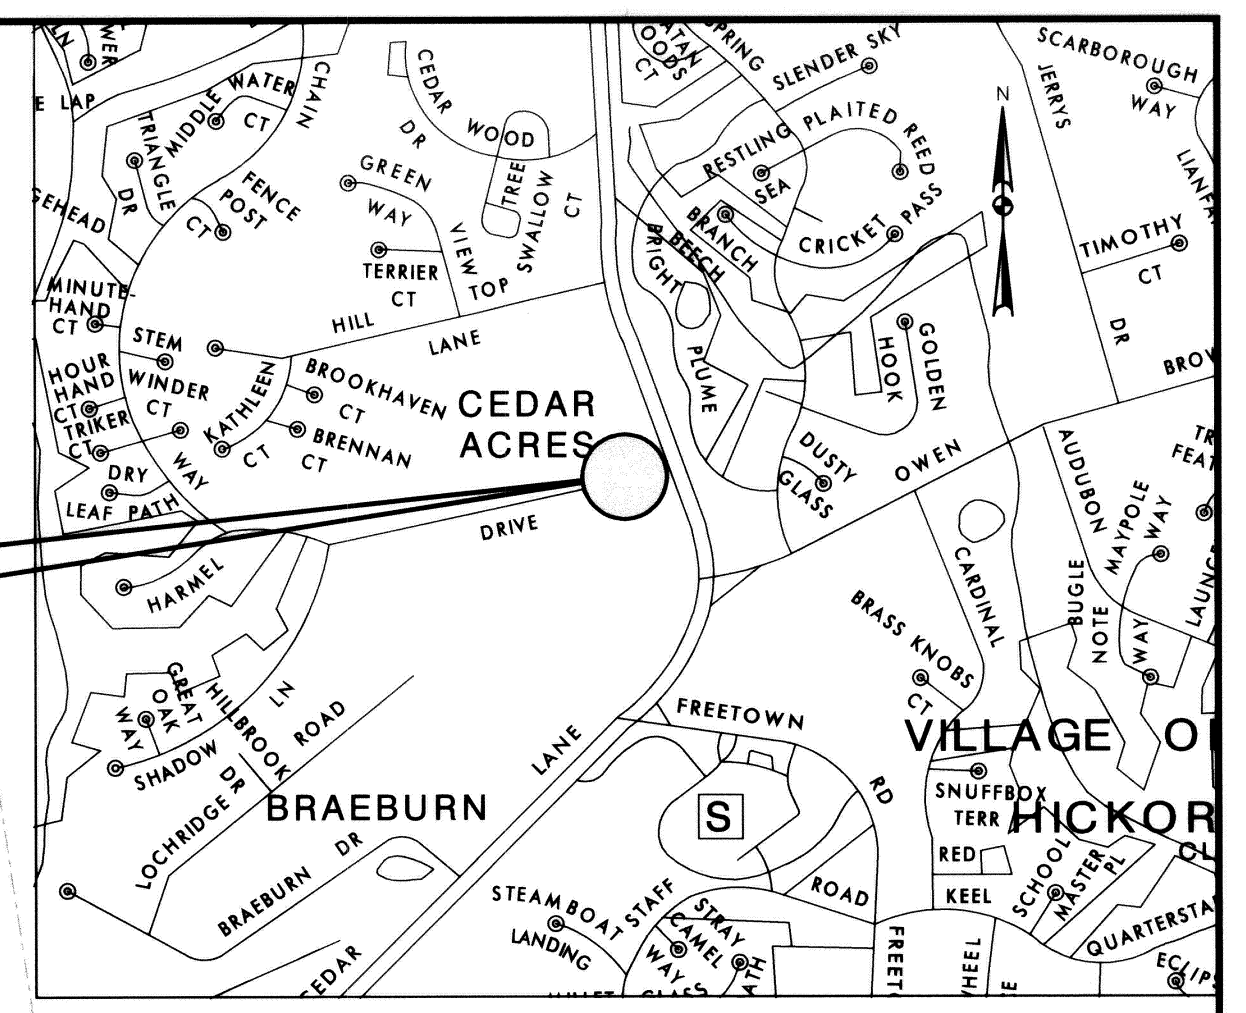 LN
CHAIN
WATER
MIDDLE
CT
E LAP
TRIANGLE
DR
FENCE
POST
CT
CEDAR
DR
WOOD
TREE
SWALLOW
CT
GREEN
WAY
VIEW
TOP
TERRIER
CT
HILL
LANE
OODS
CT
SPRING
SLENDER SKY
RESTLING
SEA
PLAITED REED
BRANCH
BEECH
BRIGHT
CRICKET PASS
PLUME
N
JERRYS
DR
SCARBOROUGH
WAY
TIMOTHY
CT
GOLDEN
HOOK
DUSTY
GLASS
OWEN
MINUTE-
HAND
CT
STEM
WINDER
CT
HOUR
HAND
CT
TRIKER
CT
DRY
LEAF PATH
WAY
KATHLEEN
CT
BROOKHAVEN
CT
BRENNAN
CT
CEDAR
ACRES
DRIVE
HARMEL
AUDUBON
MAYPOLE
WAY
BUGLE
NOTE
WAY
CARDINAL
BRASS KNOBS
CT
GREAT
OAK
WAY
HILLBROOK
DR
SHADOW
LN
LOCHRIDGE
ROAD
BRAEBURN
BRAEBURN DR
LANE
CEDAR
FREETOWN
RD
S
VILLAGE
HICKOR
SNUFFBOX
TERR
RED
KEEL
SCHOOL
MASTER
PL
STEAMBOAT
LANDING
STAFF
ROAD
STRAY
CAMEL
WAY
GLASS